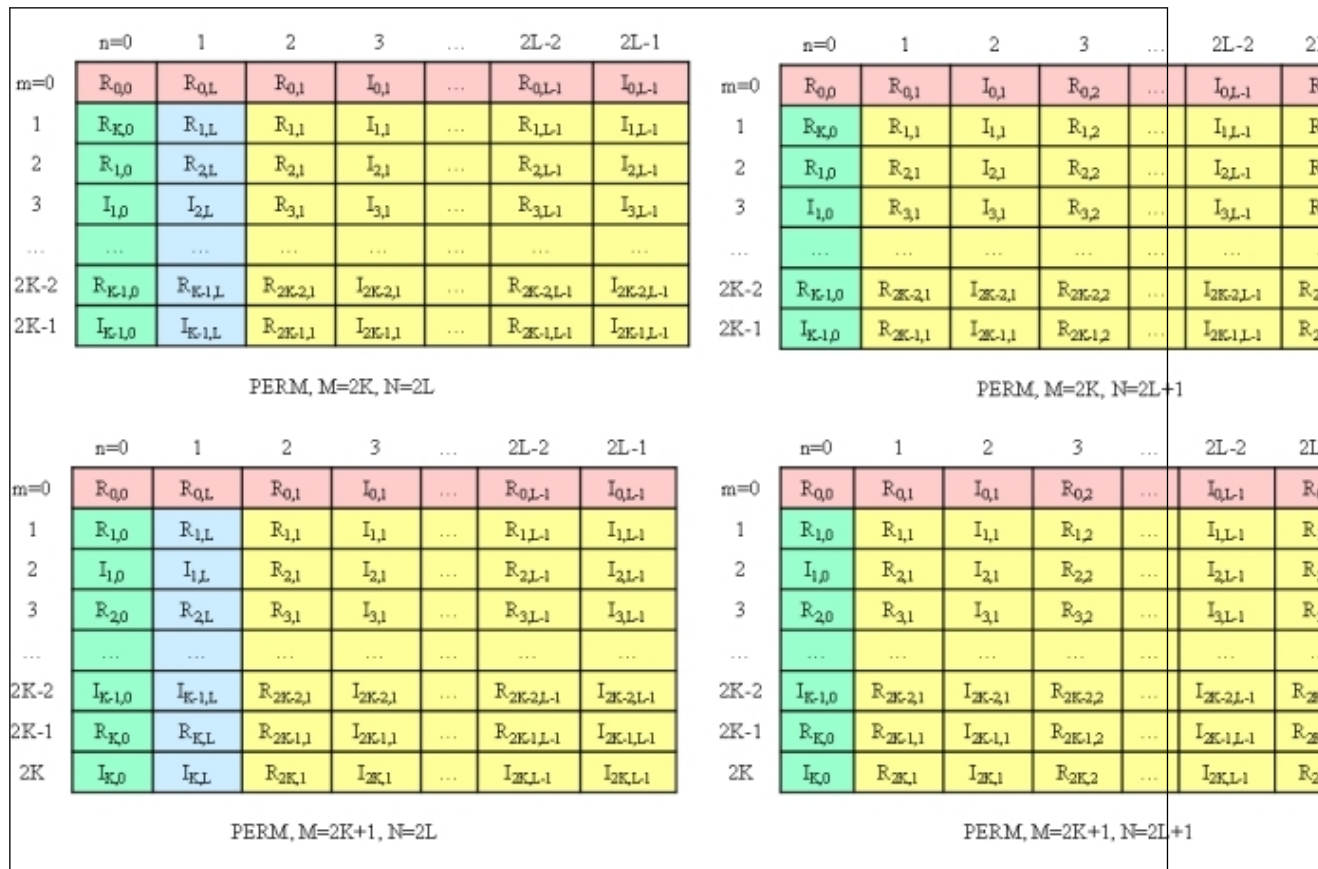 n=0 1 2 3 ... 2L-2 2L-1
m=0 R0,0 R0,L R0,1 I0,1 ... R0,L-1 I0,L-1
1 RK,0 R1,L R1,1 I1,1 ... R1,L-1 I1,L-1
2 R1,0 R2,L R2,1 I2,1 ... R2,L-1 I2,L-1
3 I1,0 I2,L R3,1 I3,1 ... R3,L-1 I3,L-1
... ... ... ... ... ... ... ...
2K-2 RK-1,0 RK-1,L R2K-2,1 I2K-2,1 ... R2K-2,L-1 I2K-2,L-1
2K-1 IK-1,0 IK-1,L R2K-1,1 I2K-1,1 ... R2K-1,L-1 I2K-1,L-1
PERM, M=2K, N=2L
n=0 1 2 3 ... 2L-2
m=0 R0,0 R0,1 I0,1 R0,2 ... I0,L-1
1 RK,0 R1,1 I1,1 R1,2 ... I1,L-1
2 R1,0 R2,1 I2,1 R2,2 ... I2,L-1
3 I1,0 R3,1 I3,1 R3,2 ... I3,L-1
... ... ... ... ... ... ...
2K-2 RK-1,0 R2K-2,1 I2K-2,1 R2K-2,2 ... I2K-2,L-1
2K-1 IK-1,0 R2K-1,1 I2K-1,1 R2K-1,2 ... I2K-1,L-1
PERM, M=2K, N=2L+1
n=0 1 2 3 ... 2L-2 2L-1
m=0 R0,0 R0,L R0,1 I0,1 ... R0,L-1 I0,L-1
1 R1,0 R1,L R1,1 I1,1 ... R1,L-1 I1,L-1
2 I1,0 I1,L R2,1 I2,1 ... R2,L-1 I2,L-1
3 R2,0 R2,L R3,1 I3,1 ... R3,L-1 I3,L-1
... ... ... ... ... ... ... ...
2K-2 IK-1,0 IK-1,L R2K-2,1 I2K-2,1 ... R2K-2,L-1 I2K-2,L-1
2K-1 RK,0 RK,L R2K-1,1 I2K-1,1 ... R2K-1,L-1 I2K-1,L-1
2K IK,0 IK,L R2K,1 I2K,1 ... I2K,L-1 I2K,L-1
PERM, M=2K+1, N=2L
n=0 1 2 3 ... 2L-2
m=0 R0,0 R0,1 I0,1 R0,2 ... I0,L-1
1 R1,0 R1,1 I1,1 R1,2 ... I1,L-1
2 I1,0 R2,1 I2,1 R2,2 ... I2,L-1
3 R2,0 R3,1 I3,1 R3,2 ... I3,L-1
... ... ... ... ... ... ...
2K-2 IK-1,0 R2K-2,1 I2K-2,1 R2K-2,2 ... I2K-2,L-1
2K-1 RK,0 R2K-1,1 I2K-1,1 R2K-1,2 ... I2K-1,L-1
2K IK,0 R2K,1 I2K,1 R2K,2 ... I2K,L-1
PERM, M=2K+1, N=2L+1